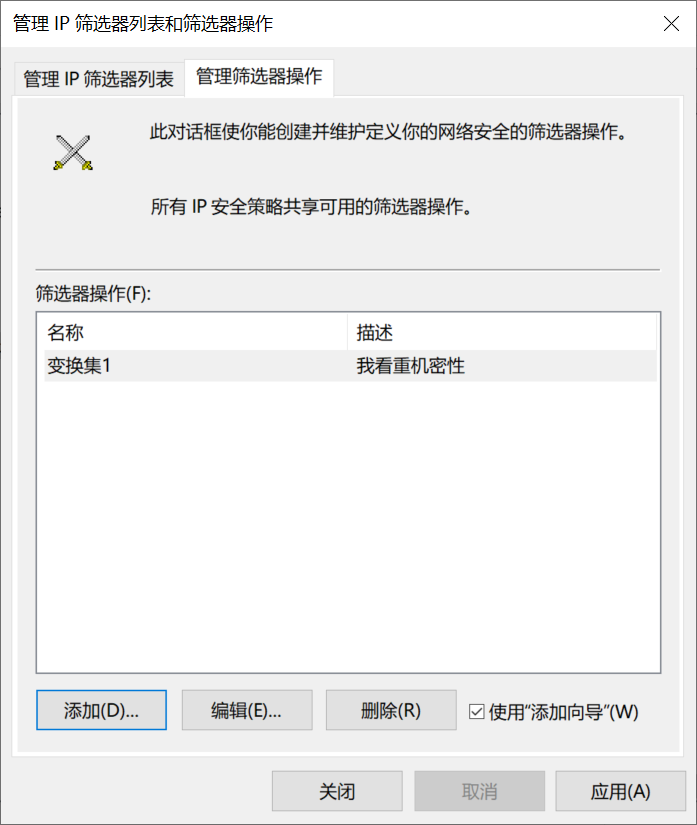 管理 IP 筛选器列表和筛选器操作
管理 IP 筛选器列表 管理筛选器操作
此对话框使你能创建并维护定义你的网络安全的筛选器操作。
所有 IP 安全策略共享可用的筛选器操作。
筛选器操作(F):
名称 描述
变换集1 我看重机密性
添加(D)... 编辑(E)... 删除(R) 使用“添加向导”(W)
关闭 取消 应用(A)